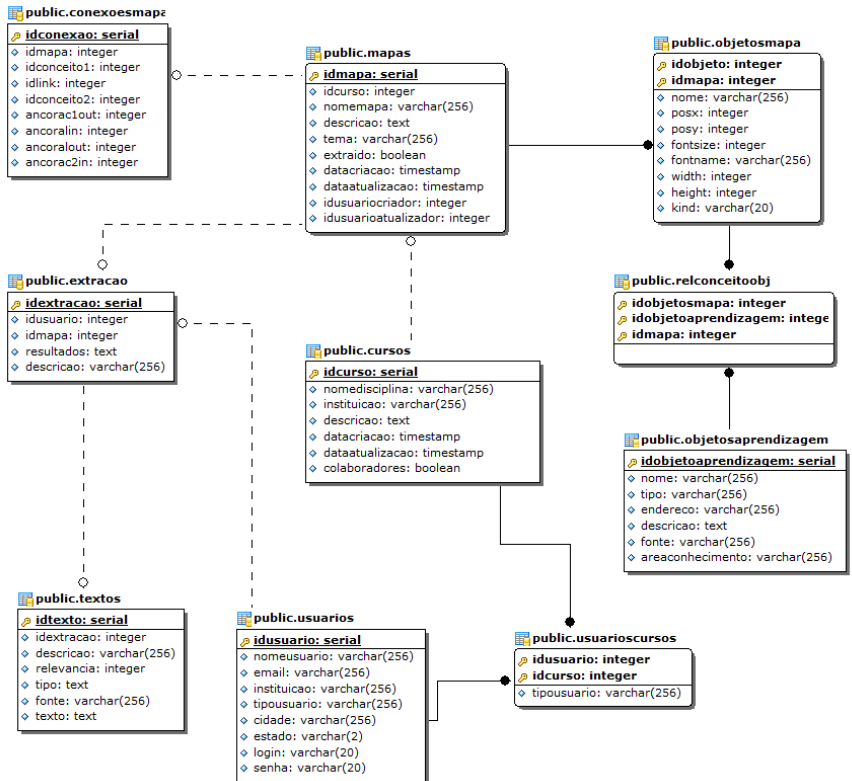 public.conexoesmapa
idconexao: serial
idmapa: integer
idconceito1: integer
idlink: integer
idconceito2: integer
ancorac1out: integer
ancoralin: integer
ancoralout: integer
ancorac2in: integer
public.mapas
idmapa: serial
idcurso: integer
nomemapa: varchar(256)
descricao: text
tema: varchar(256)
extraido: boolean
datacriacao: timestamp
dataatualizacao: timestamp
idusuariocriador: integer
idusuarioatualizador: integer
public.objetosmapa
idobjeto: integer
idmapa: integer
nome: varchar(256)
posx: integer
posy: integer
fontsize: integer
fontname: varchar(256)
width: integer
height: integer
kind: varchar(20)
public.extracao
idextracao: serial
idusuario: integer
idmapa: integer
resultados: text
descricao: varchar(256)
public.relconceitoobj
idobjetosmapa: integer
idobjetoaprendizagem: intege
idmapa: integer
public.cursos
idcurso: serial
nomedisciplina: varchar(256)
instituicao: varchar(256)
descricao: text
datacriacao: timestamp
dataatualizacao: timestamp
colaboradores: boolean
public.objetosaprendizagem
idobjetoaprendizagem: serial
nome: varchar(256)
tipo: varchar(256)
endereco: varchar(256)
descricao: text
fonte: varchar(256)
areaconhecimento: varchar(256)
public.textos
idtexto: serial
idextracao: integer
descricao: varchar(256)
relevancia: integer
tipo: text
fonte: varchar(256)
texto: text
public.usuarios
idusuario: serial
nomeusuario: varchar(256)
email: varchar(256)
instituicao: varchar(256)
tipousuario: varchar(256)
cidade: varchar(256)
estado: varchar(2)
login: varchar(20)
senha: varchar(20)
public.usuarioscursos
idusuario: integer
idcurso: integer
tipousuario: varchar(256)